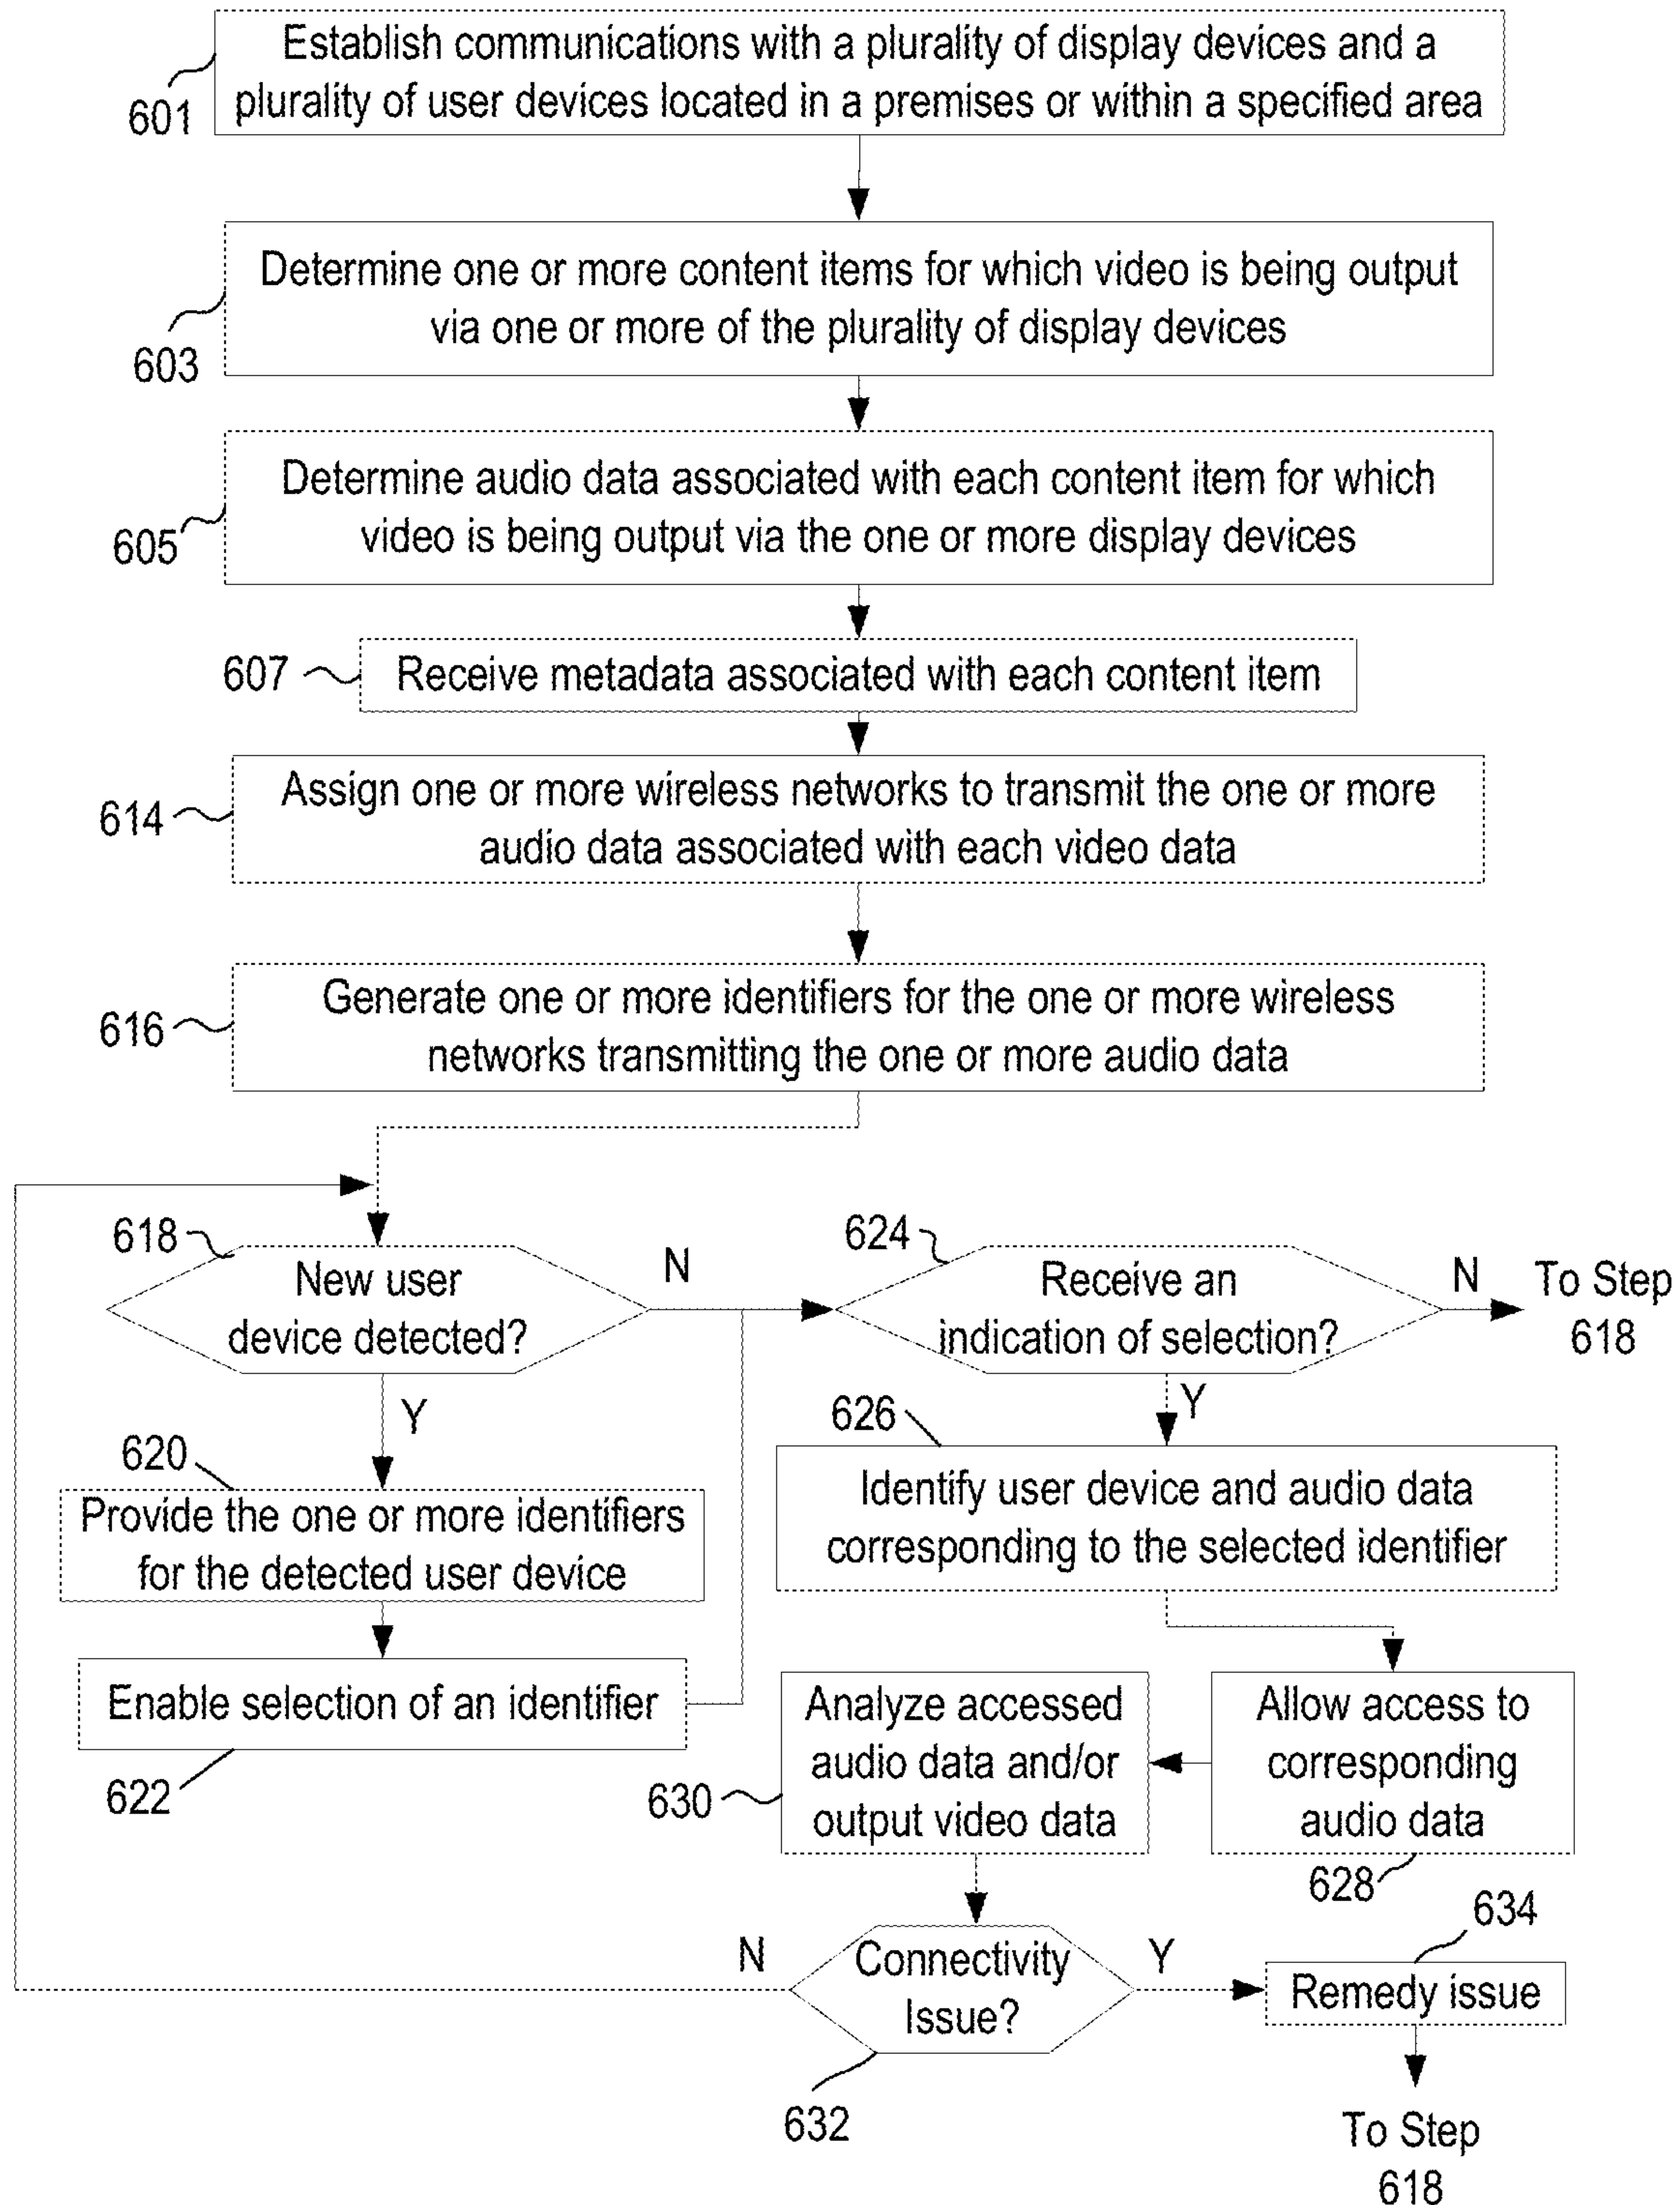 Establish communications with a plurality of display devices and a
plurality of user devices located in a premises or within a specified area
601
Determine one or more content items for which video is being output
via one or more of the plurality of display devices
603
Determine audio data associated with each content item for which
video is being output via the one or more display devices
605
607
Receive metadata associated with each content item
Assign one or more wireless networks to transmit the one or more
audio data associated with each video data
614
Generate one or more identifiers for the one or more wireless
networks transmitting the one or more audio data
616
618
New user
device detected?
N
Y
624
Receive an
indication of selection?
N
To Step
618
Y
620
Provide the one or more identifiers
for the detected user device
Enable selection of an identifier
622
626
Identify user device and audio data
corresponding to the selected identifier
Allow access to
corresponding
audio data
628
Analyze accessed
audio data and/or
output video data
630
Connectivity
Issue?
632
N
Y
634
Remedy issue
To Step
618